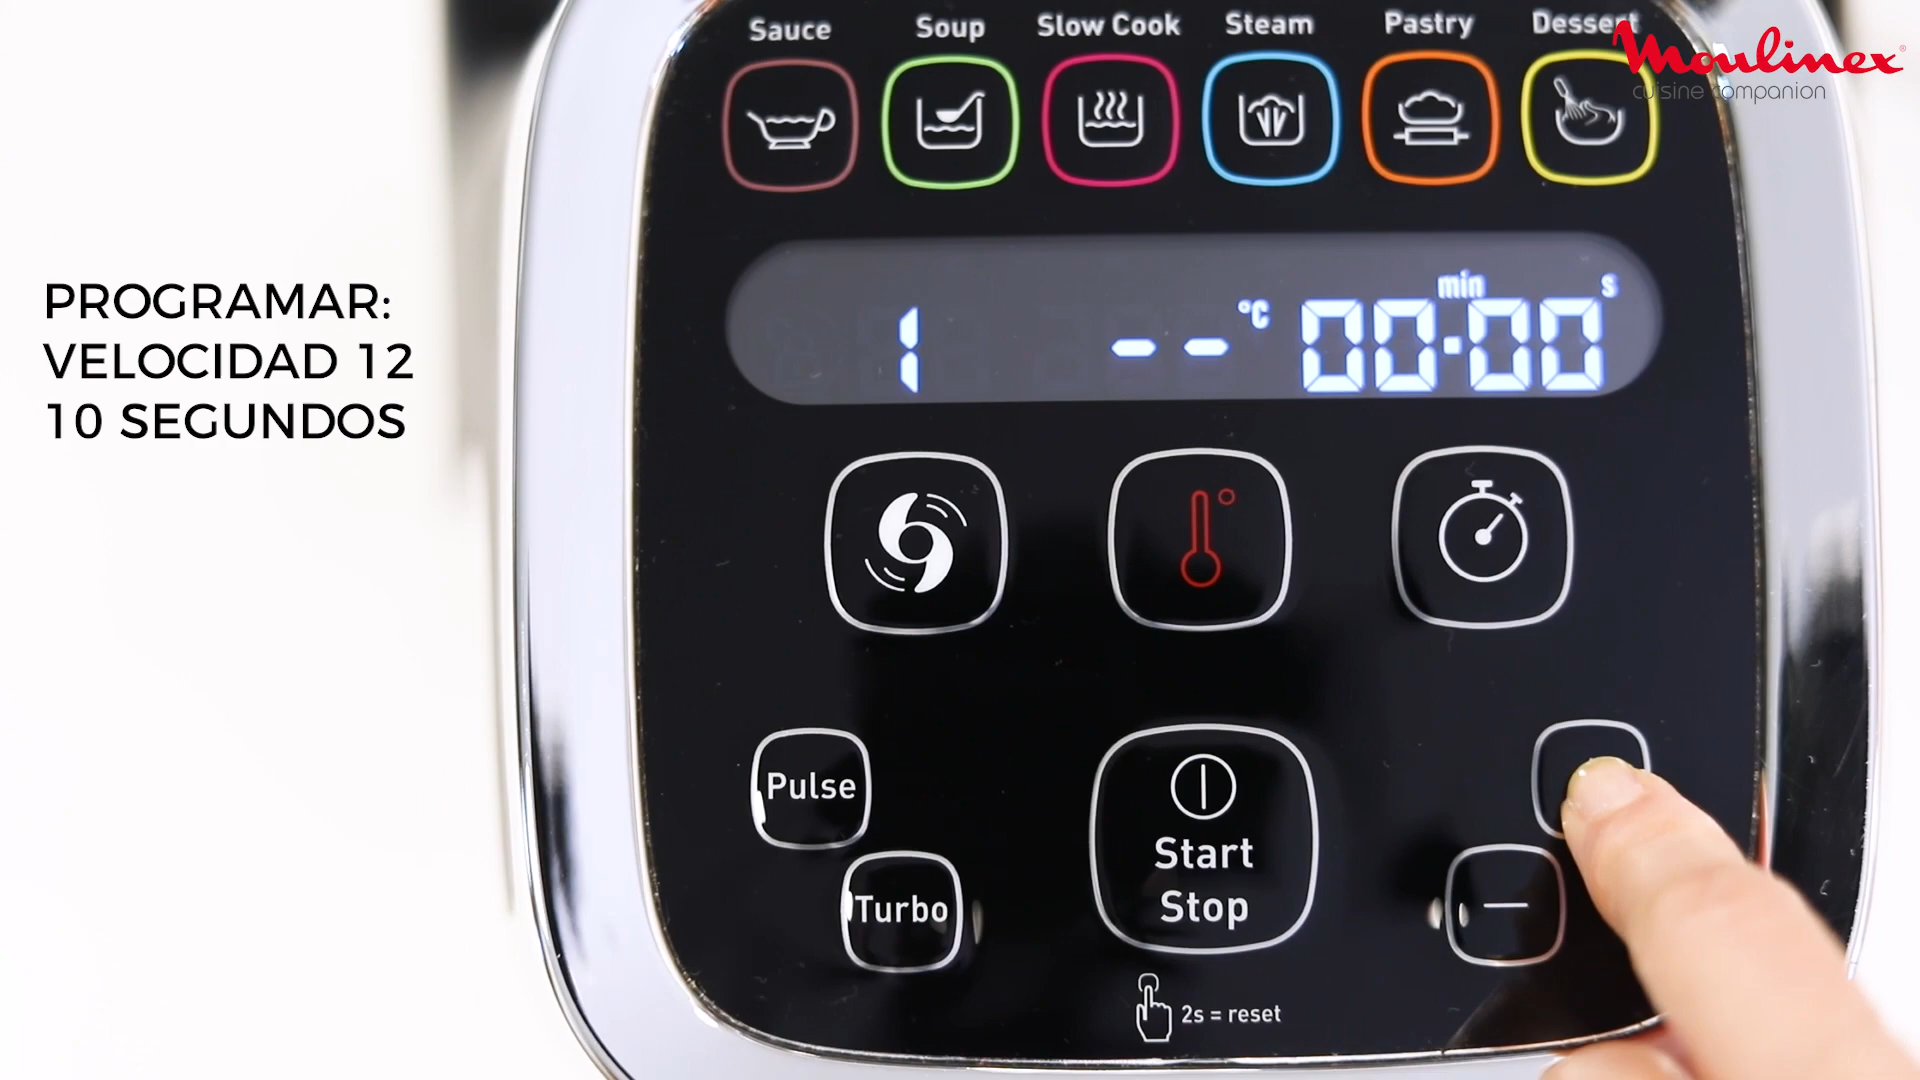 Sauce
Soup
Slow Cook
Steam
Pastry
Dessert
Moulinex®
cuisine companion
PROGRAMAR:
VELOCIDAD 12
10 SEGUNDOS
1
-- °C
00:00
min
s
Pulse
Turbo
Start
Stop
2s = reset